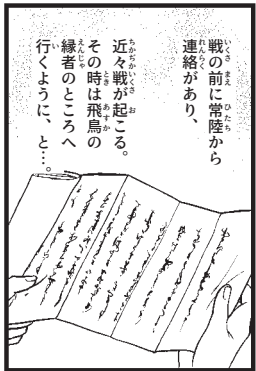 戦の前に常陸から
連絡があり、
近々戦が起こる。
その時は飛鳥の
縁者のところへ
行くように、と…。